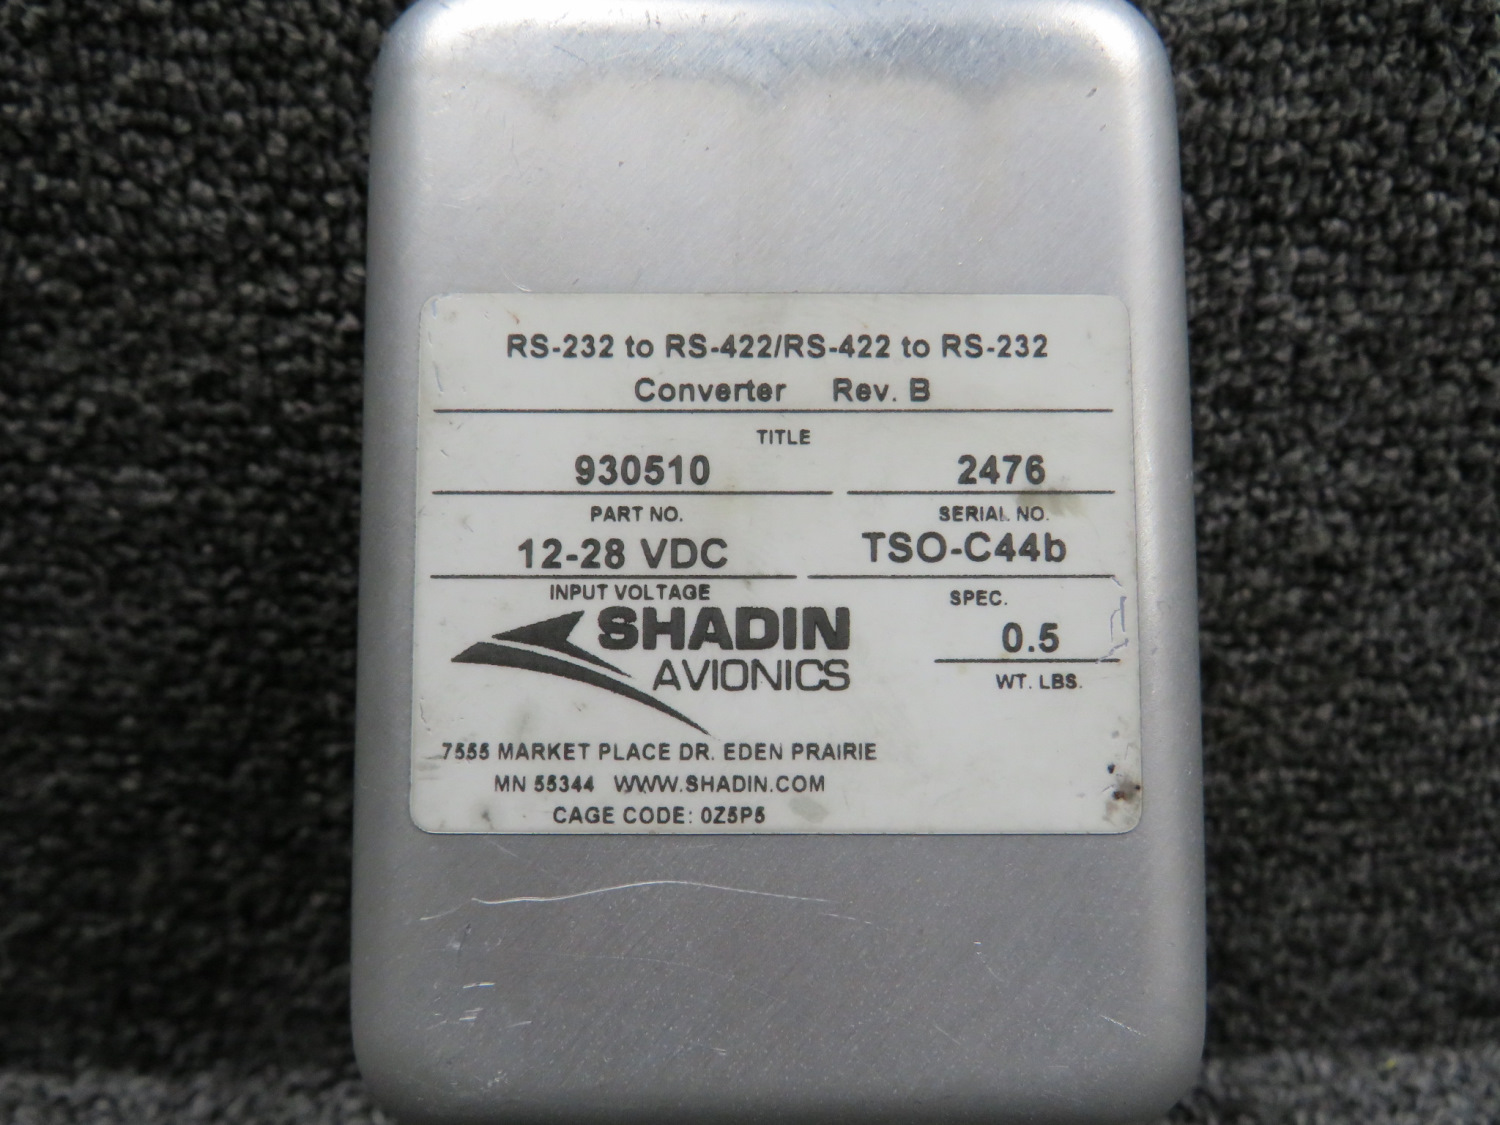 RS-232 to RS-422/RS-422 to RS-232
Converter Rev. B
TITLE
930510 2476
PART NO. SERIAL NO.
12-28 VDC TSO-C44b
INPUT VOLTAGE SPEC.
SHADIN
AVIONICS
0.5
WT. LBS.
7555 MARKET PLACE DR. EDEN PRAIRIE
MN 55344 WWW.SHADIN.COM
CAGE CODE: 0Z5P5